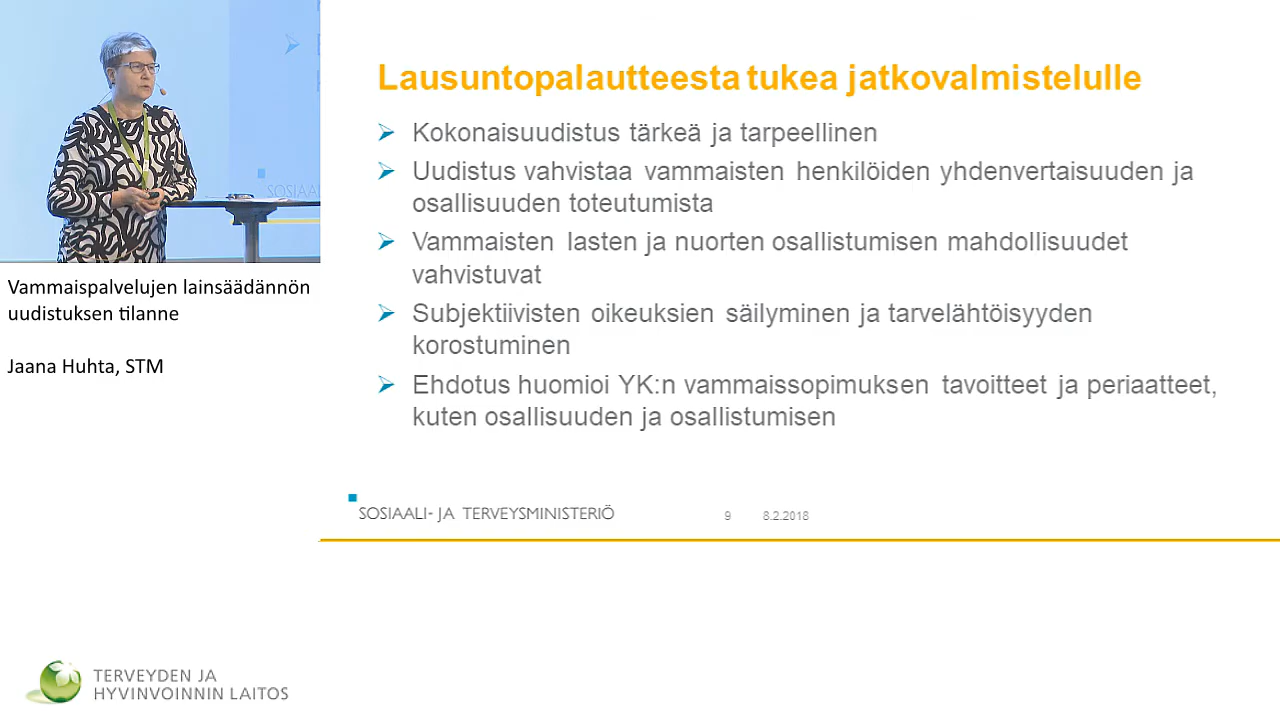 SOSIAAL
Vammaispalvelujen lainsäädännön
uudistuksen tilanne
Jaana Huhta, STM
Lausuntopalautteesta tukea jatkovalmistelulle
Kokonaisuudistus tärkeä ja tarpeellinen
Uudistus vahvistaa vammaisten henkilöiden yhdenvertaisuuden ja
osallisuuden toteutumista
Vammaisten lasten ja nuorten osallistumisen mahdollisuudet
vahvistuvat
Subjektiivisten oikeuksien säilyminen ja tarvelähtöisyyden
korostuminen
Ehdotus huomioi YK:n vammaissopimuksen tavoitteet ja periaatteet,
kuten osallisuuden ja osallistumisen
SOSIAALI- JA TERVEYSMINISTERIÖ
9 8.2.2018
TERVEYDEN JA
HYVINVOINNIN LAITOS